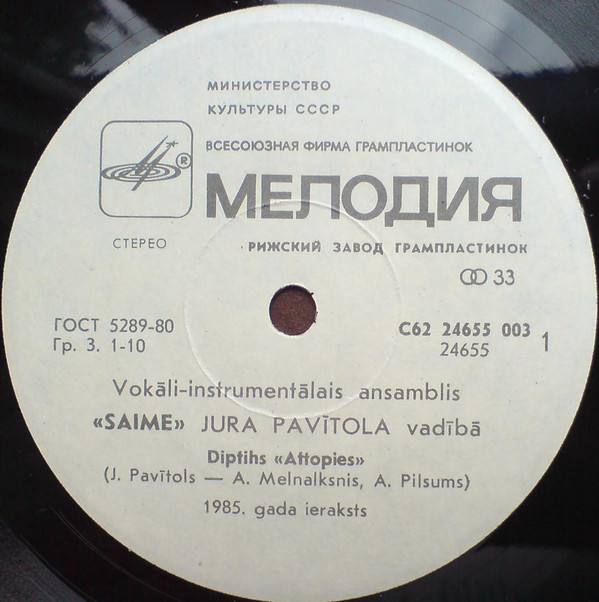 МИНИСТЕРСТВО
КУЛЬТУРЫ СССР
ВСЕСОЮЗНАЯ ФИРМА ГРАМПЛАСТИНОК
®
МЕЛОДИЯ
СТЕРЕО
РИЖСКИЙ ЗАВОД ГРАМПЛАСТИНОК
33
ГОСТ 5289-80
Гр. 3. 1-10
С62 24655 003
24655
1
Vokāli-instrumentālais ansamblis
«SAIME» JURA PAVĪTOLA vadībā
Diptihs «Attopies»
(J. Pavītols — A. Melnalksnis, A. Pilsums)
1985. gada ieraksts